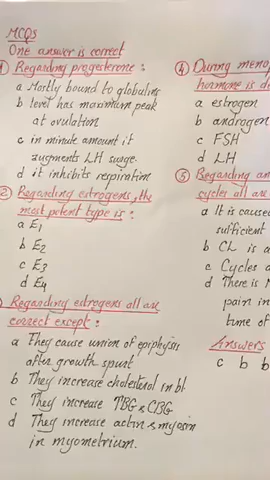 MCQs
One answer is correct
1 Regarding progesterone:
a Mostly bound to globulins
b level has maximum peak
at ovulation
c in minute amount it
augments LH surge.
d it inhibits respiration
2 Regarding estrogens, the
most potent type is:
a E1
b E2
c E3
d E4
Regarding estrogens all are
correct except:
a They cause union of epiphysis
after growth spurt
b They increase cholesterol in bl.
c They increase TBG & CBG
d They increase actin & myosin
in myometrium.
4 During meno
hormone is de
a estrogen
b androgen
c FSH
d LH
5 Regarding an
cycles all are
a It is cause
sufficient
b CL is a
c Cycles a
d There is
pain in
time of
Answers
c b b